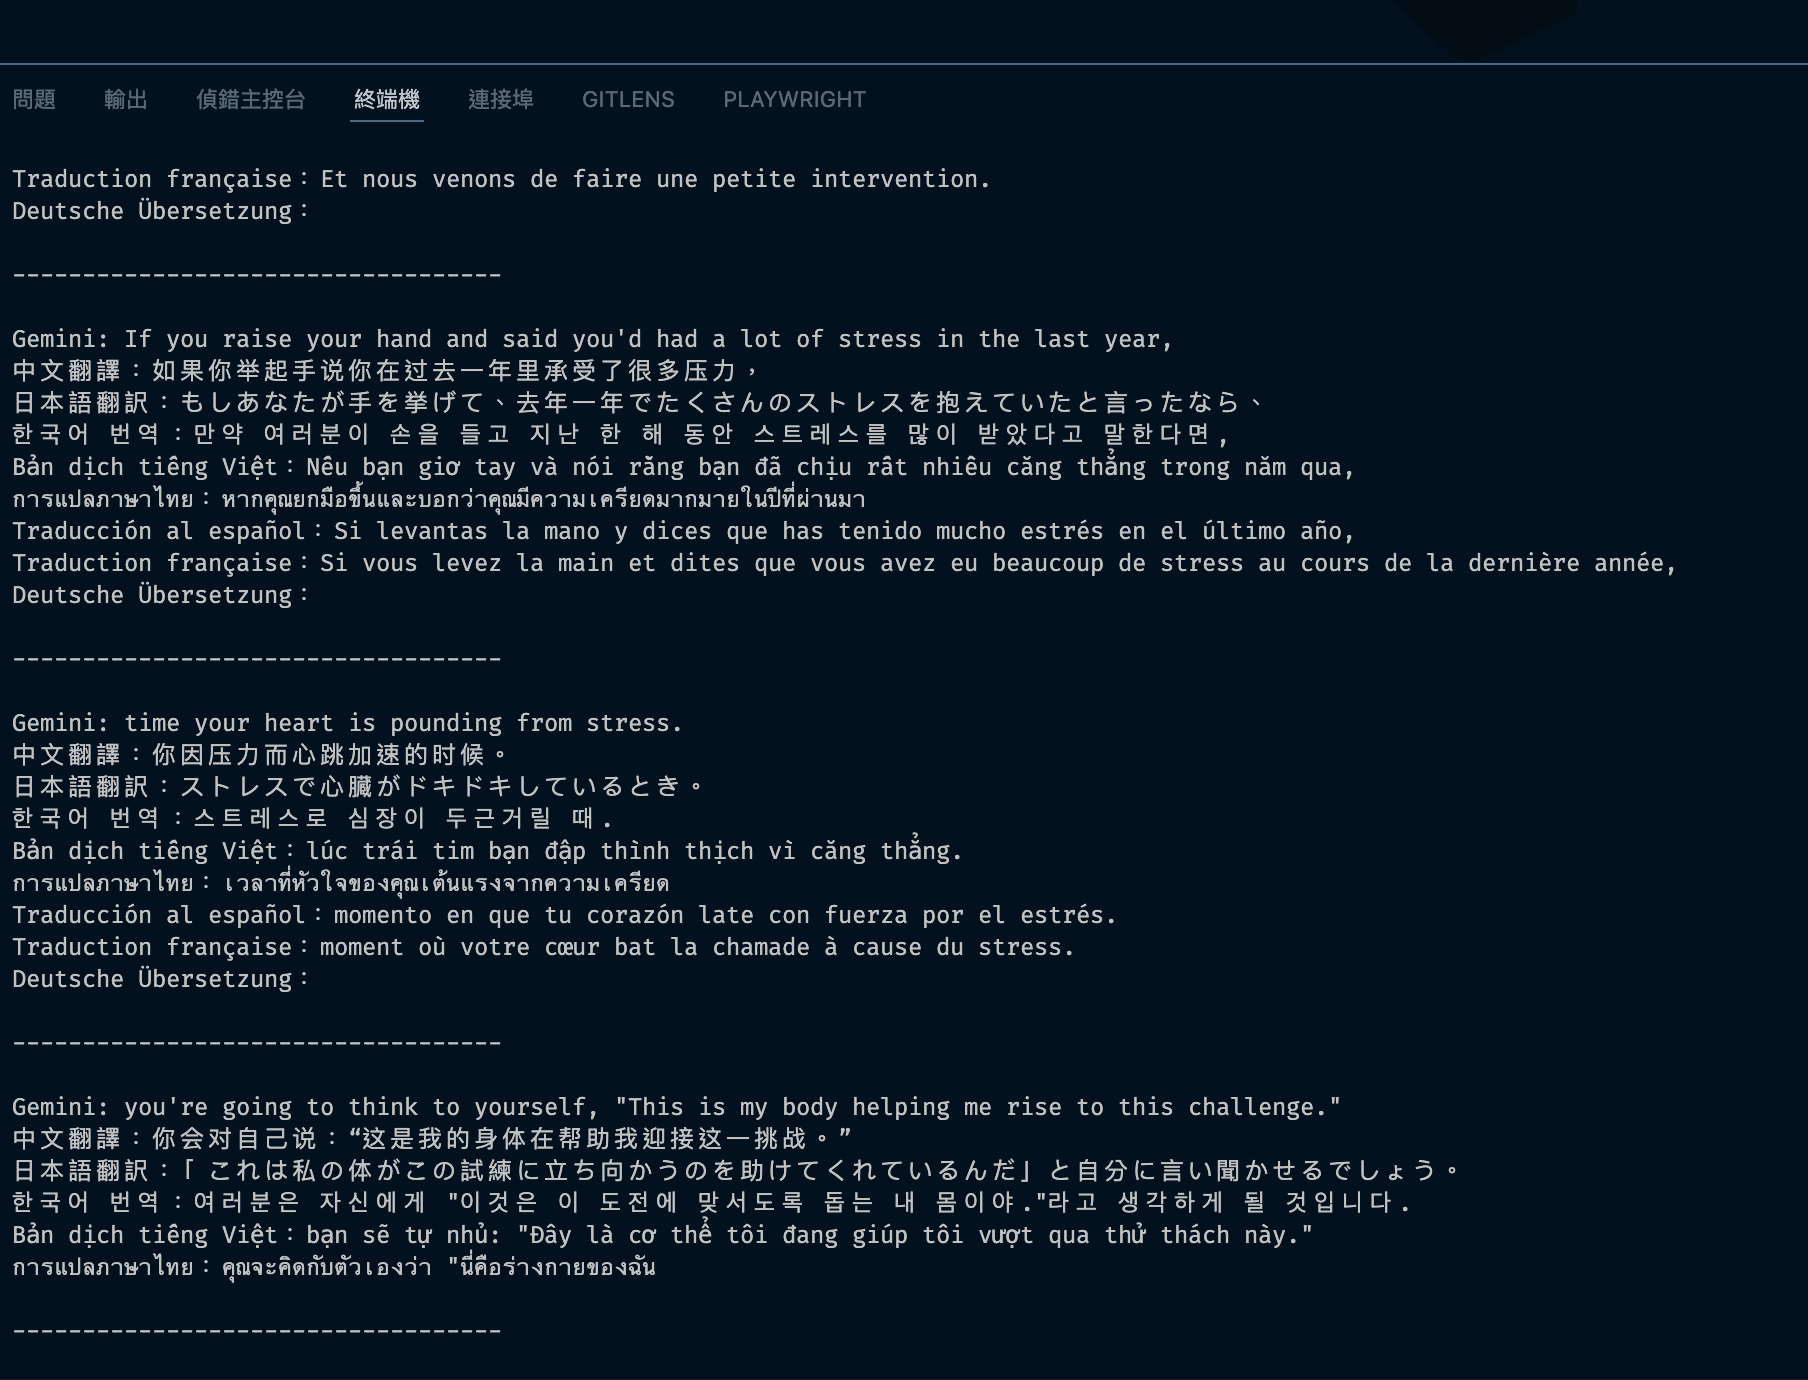 問題 輸出 偵錯主控台 終端機 連接埠 GITLENS PLAYWRIGHT
Traduction française：Et nous venons de faire une petite intervention.
Deutsche Übersetzung：
-----------------------------------
Gemini: If you raise your hand and said you'd had a lot of stress in the last year,
中文翻譯：如果你举起手说你在过去一年里承受了很多压力，
日本語翻訳：もしあなたが手を挙げて、去年一年でたくさんのストレスを抱えていたと言ったなら、
한국어 번역：만약 여러분이 손을 들고 지난 한 해 동안 스트레스를 많이 받았다고 말한다면,
Bản dịch tiếng Việt：Nếu bạn giơ tay và nói rằng bạn đã chịu rất nhiều căng thẳng trong năm qua,
การแปลภาษาไทย：หากคุณยกมือขึ้นและบอกว่าคุณมีความเครียดมากมายในปีที่ผ่านมา
Traducción al español：Si levantas la mano y dices que has tenido mucho estrés en el último año,
Traduction française：Si vous levez la main et dites que vous avez eu beaucoup de stress au cours de la dernière année,
Deutsche Übersetzung：
-----------------------------------
Gemini: time your heart is pounding from stress.
中文翻譯：你因压力而心跳加速的时候。
日本語翻訳：ストレスで心臓がドキドキしているとき。
한국어 번역：스트레스로 심장이 두근거릴 때.
Bản dịch tiếng Việt：lúc trái tim bạn đập thình thịch vì căng thẳng.
การแปลภาษาไทย：เวลาที่หัวใจของคุณเต้นแรงจากความเครียด
Traducción al español：momento en que tu corazón late con fuerza por el estrés.
Traduction française：moment où votre cœur bat la chamade à cause du stress.
Deutsche Übersetzung：
-----------------------------------
Gemini: you're going to think to yourself, "This is my body helping me rise to this challenge."
中文翻譯：你会对自己说：“这是我的身体在帮助我迎接这一挑战。”
日本語翻訳：「これは私の体がこの試練に立ち向かうのを助けてくれているんだ」と自分に言い聞かせるでしょう。
한국어 번역：여러분은 자신에게 "이것은 이 도전에 맞서도록 돕는 내 몸이야."라고 생각하게 될 것입니다.
Bản dịch tiếng Việt：bạn sẽ tự nhủ: "Đây là cơ thể tôi đang giúp tôi vượt qua thử thách này."
การแปลภาษาไทย：คุณจะคิดกับตัวเองว่า "นี่คือร่างกายของฉัน
-----------------------------------